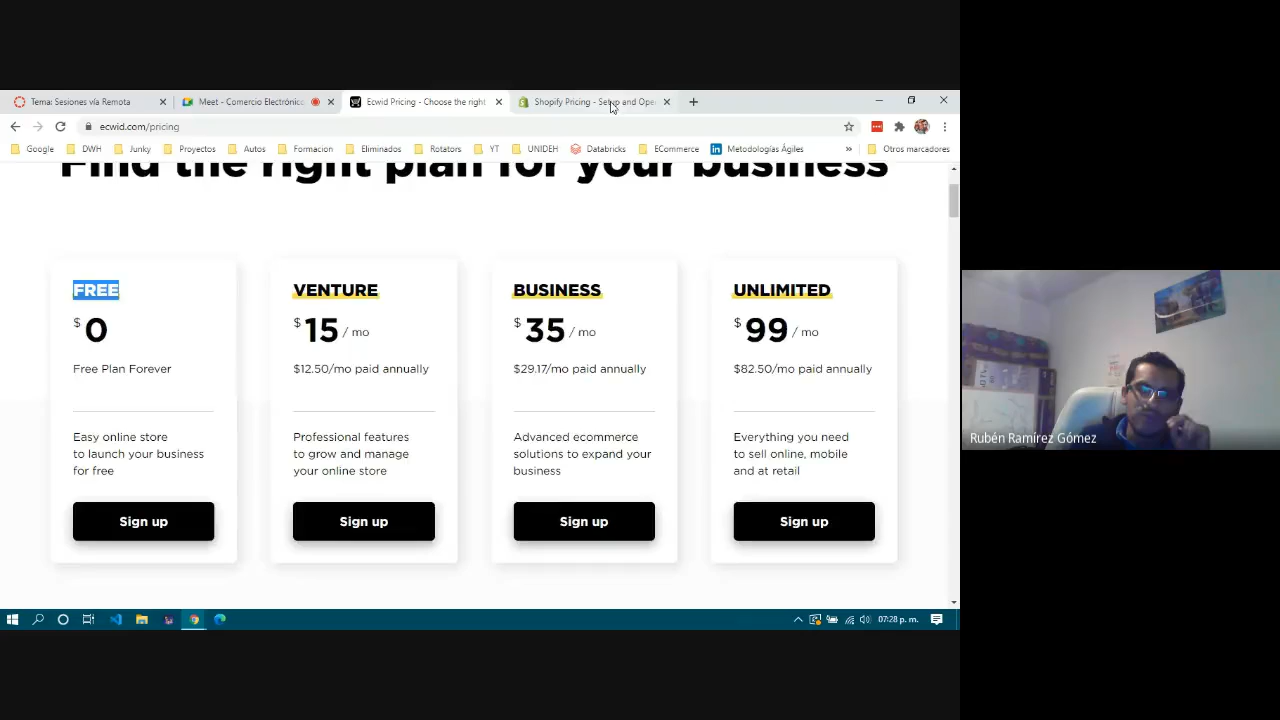 Tema: Sesiones vía Remota
Meet - Comercio Electrónico
Ecwid Pricing - Choose the right
Shopify Pricing - Setup and Ope
ecwid.com/pricing
Google
DWH
Junky
Proyectos
Autos
Formacion
Eliminados
Rotators
YT
UNIDEH
Databricks
ECommerce
Metodologías Ágiles
»
Otros marcadores
Find the right plan for your business
FREE
$ 0
Free Plan Forever
Easy online store
to launch your business
for free
Sign up
VENTURE
$ 15 / mo
$12.50/mo paid annually
Professional features
to grow and manage
your online store
Sign up
BUSINESS
$ 35 / mo
$29.17/mo paid annually
Advanced ecommerce
solutions to expand your
business
Sign up
UNLIMITED
$ 99 / mo
$82.50/mo paid annually
Everything you need
to sell online, mobile
and at retail
Sign up
Rubén Ramírez Gómez
07:28 p. m.